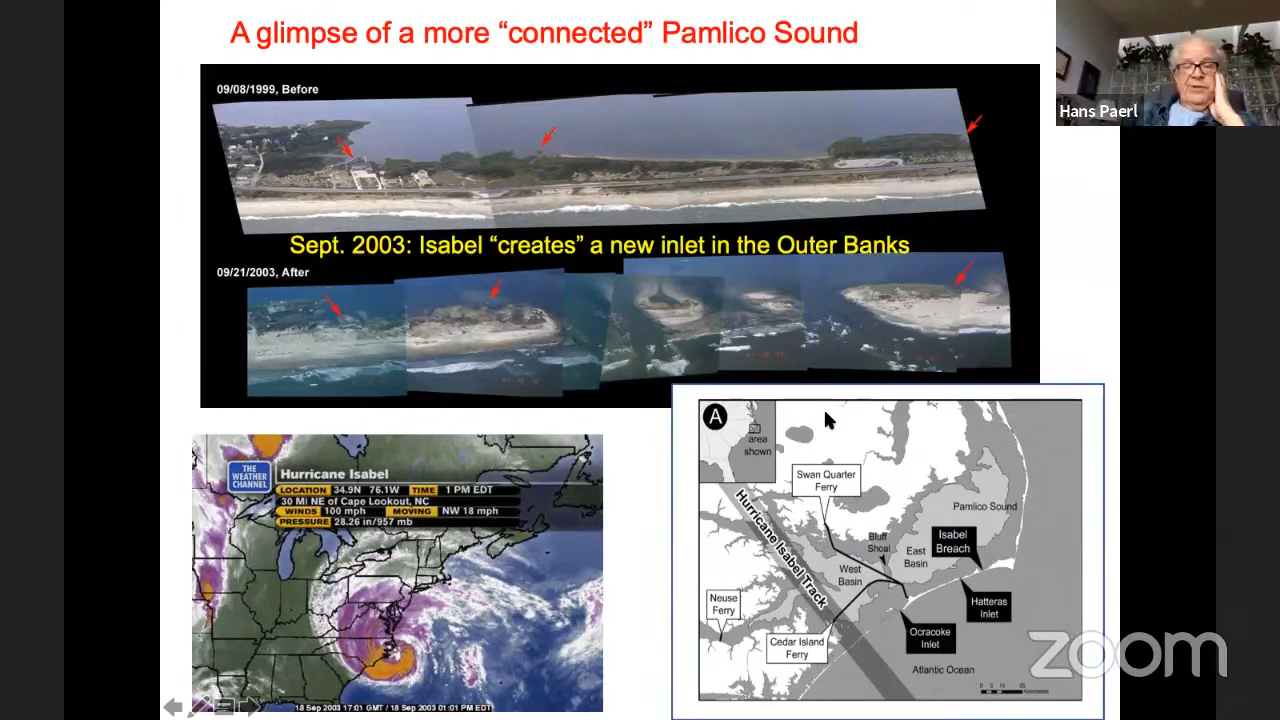 A glimpse of a more “connected” Pamlico Sound
Hans Paerl
09/08/1999, Before
Sept. 2003: Isabel “creates” a new inlet in the Outer Banks
09/21/2003, After
THE
WEATHER
CHANNEL
Hurricane Isabel
LOCATION 34.9N 76.1W TIME 1 PM EDT
30 Mi NE of Cape Lookout, NC
WINDS 100 mph MOVING NW 18 mph
PRESSURE 28.26 in/957 mb
18 Sep 2003 17:01 GMT / 18 Sep 2003 01:01 PM EDT
A
area
shown
Swan Quarter
Ferry
Hurricane Isabel Track
Pamlico Sound
Bluff
Shoal
Isabel
Breach
East
Basin
West
Basin
Neuse
Ferry
Hatteras
Inlet
Cedar Island
Ferry
Ocracoke
Inlet
Atlantic Ocean
0 5 10 20
zoom